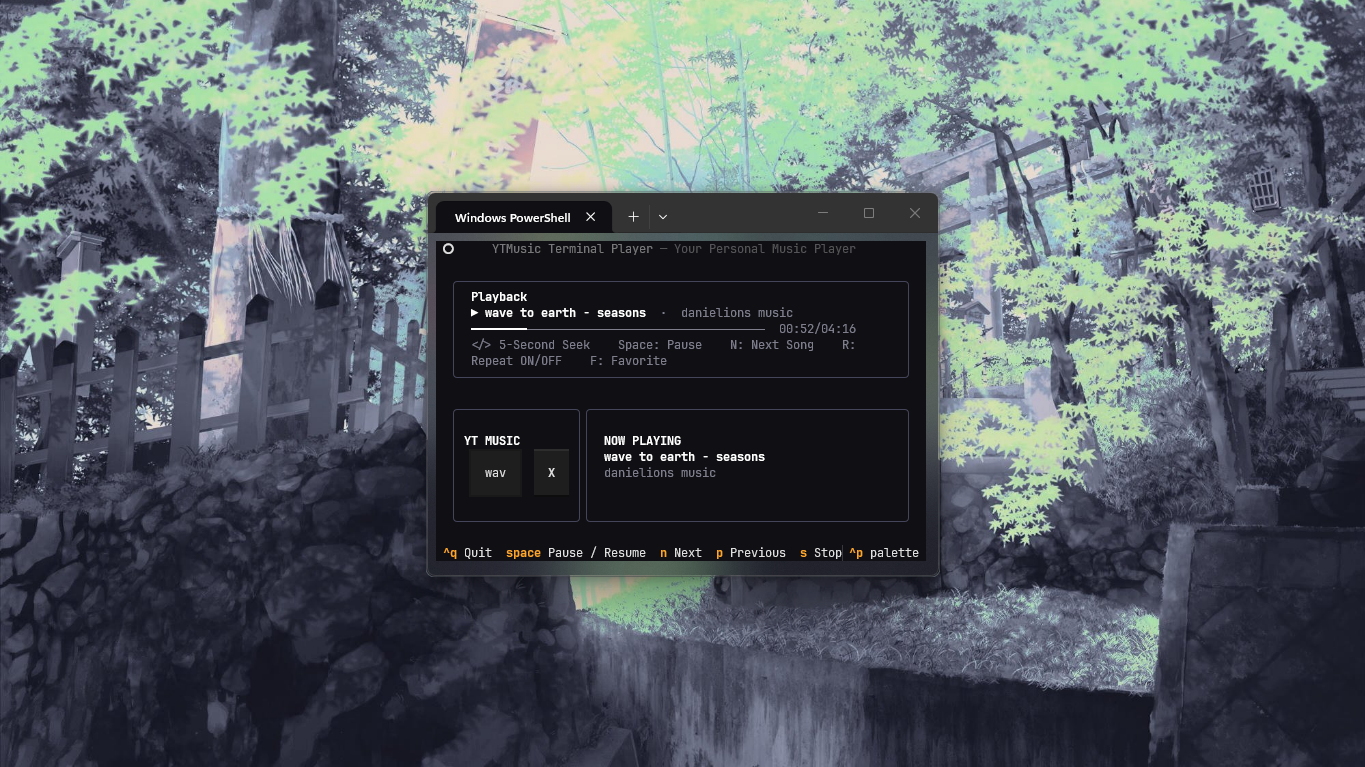 Windows PowerShell
YTMusic Terminal Player — Your Personal Music Player
Playback
▶ wave to earth - seasons · danielions music
00:52/04:16
</> 5-Second Seek Space: Pause N: Next Song R:
Repeat ON/OFF F: Favorite
YT MUSIC
wav X
NOW PLAYING
wave to earth - seasons
danielions music
^q Quit space Pause / Resume n Next p Previous s Stop ^p palette